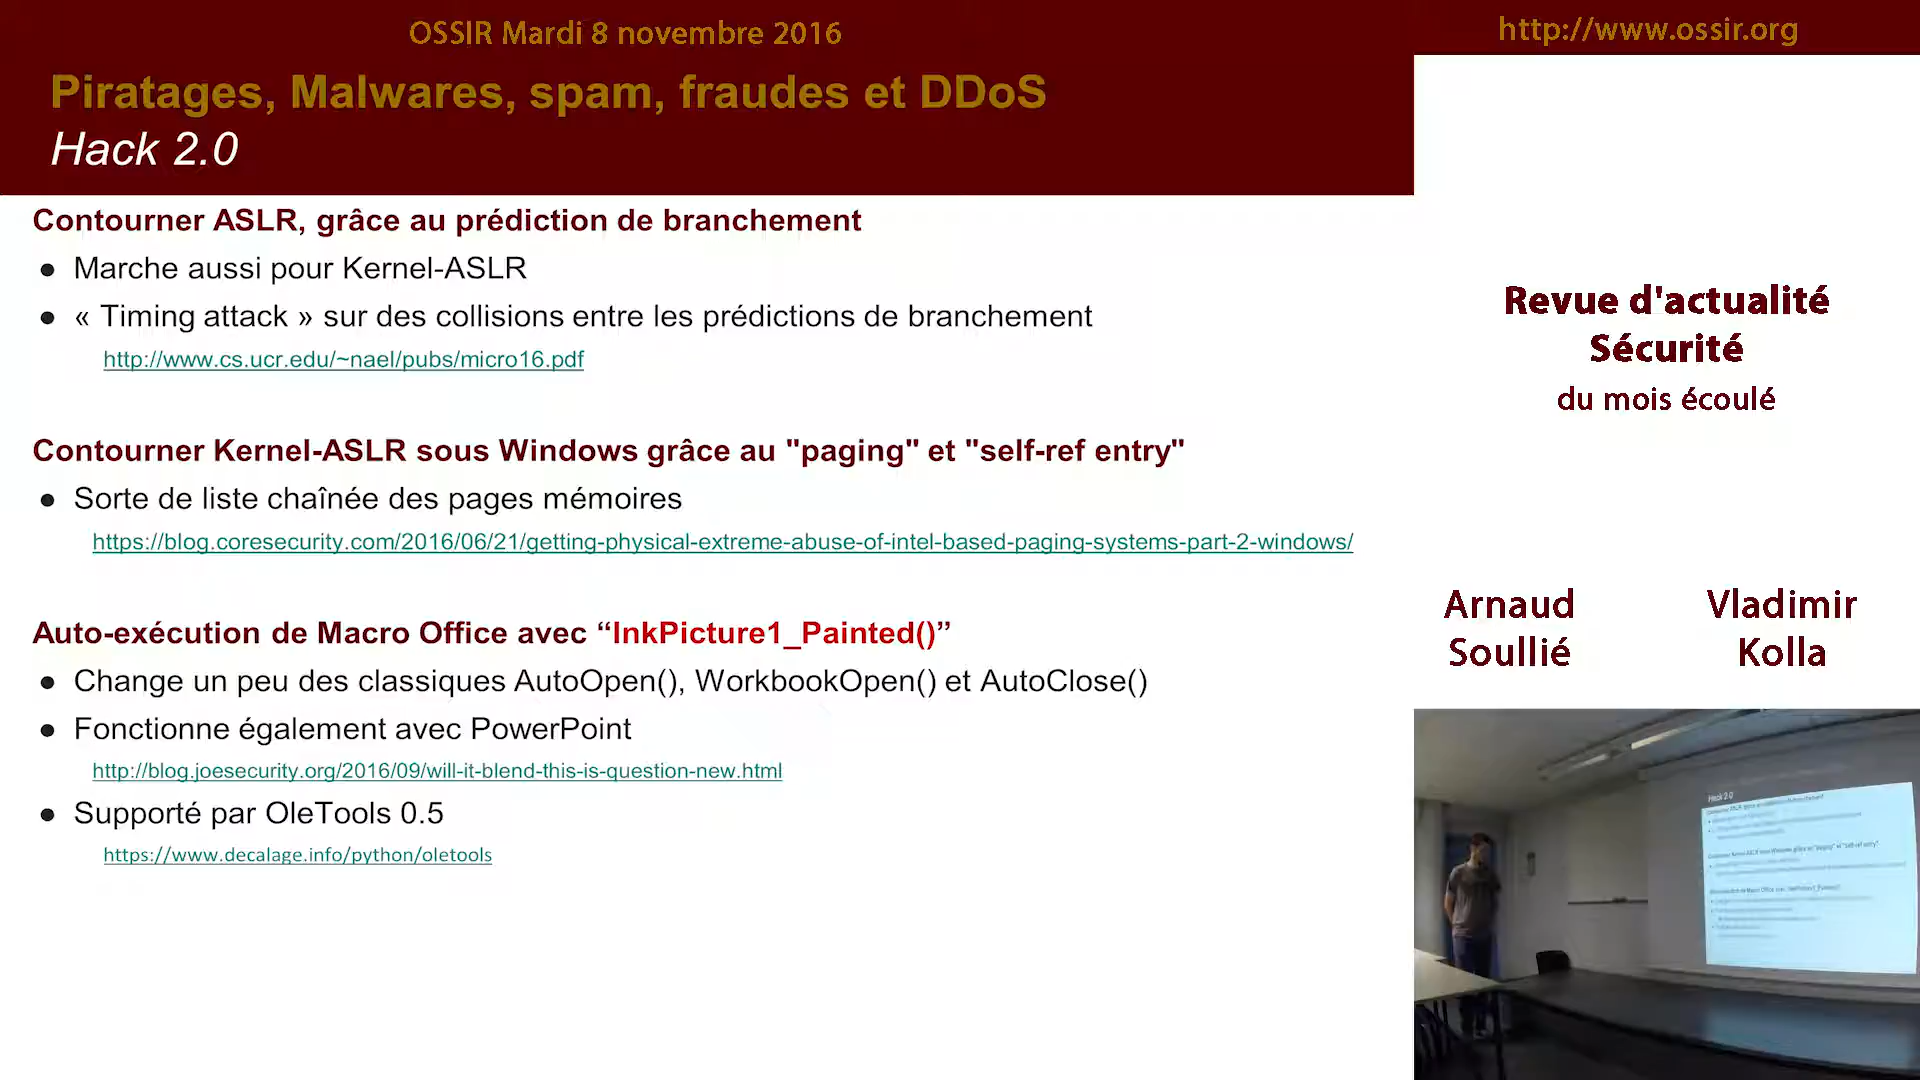 OSSIR Mardi 8 novembre 2016
http://www.ossir.org
Piratages, Malwares, spam, fraudes et DDoS
Hack 2.0
Contourner ASLR, grâce au prédiction de branchement
● Marche aussi pour Kernel-ASLR
● « Timing attack » sur des collisions entre les prédictions de branchement
http://www.cs.ucr.edu/~nael/pubs/micro16.pdf
Contourner Kernel-ASLR sous Windows grâce au "paging" et "self-ref entry"
● Sorte de liste chaînée des pages mémoires
https://blog.coresecurity.com/2016/06/21/getting-physical-extreme-abuse-of-intel-based-paging-systems-part-2-windows/
Auto-exécution de Macro Office avec “InkPicture1_Painted()”
● Change un peu des classiques AutoOpen(), WorkbookOpen() et AutoClose()
● Fonctionne également avec PowerPoint
http://blog.joesecurity.org/2016/09/will-it-blend-this-is-question-new.html
● Supporté par OleTools 0.5
https://www.decalage.info/python/oletools
Revue d'actualité
Sécurité
du mois écoulé
Arnaud
Soullié
Vladimir
Kolla
Hack 2.0